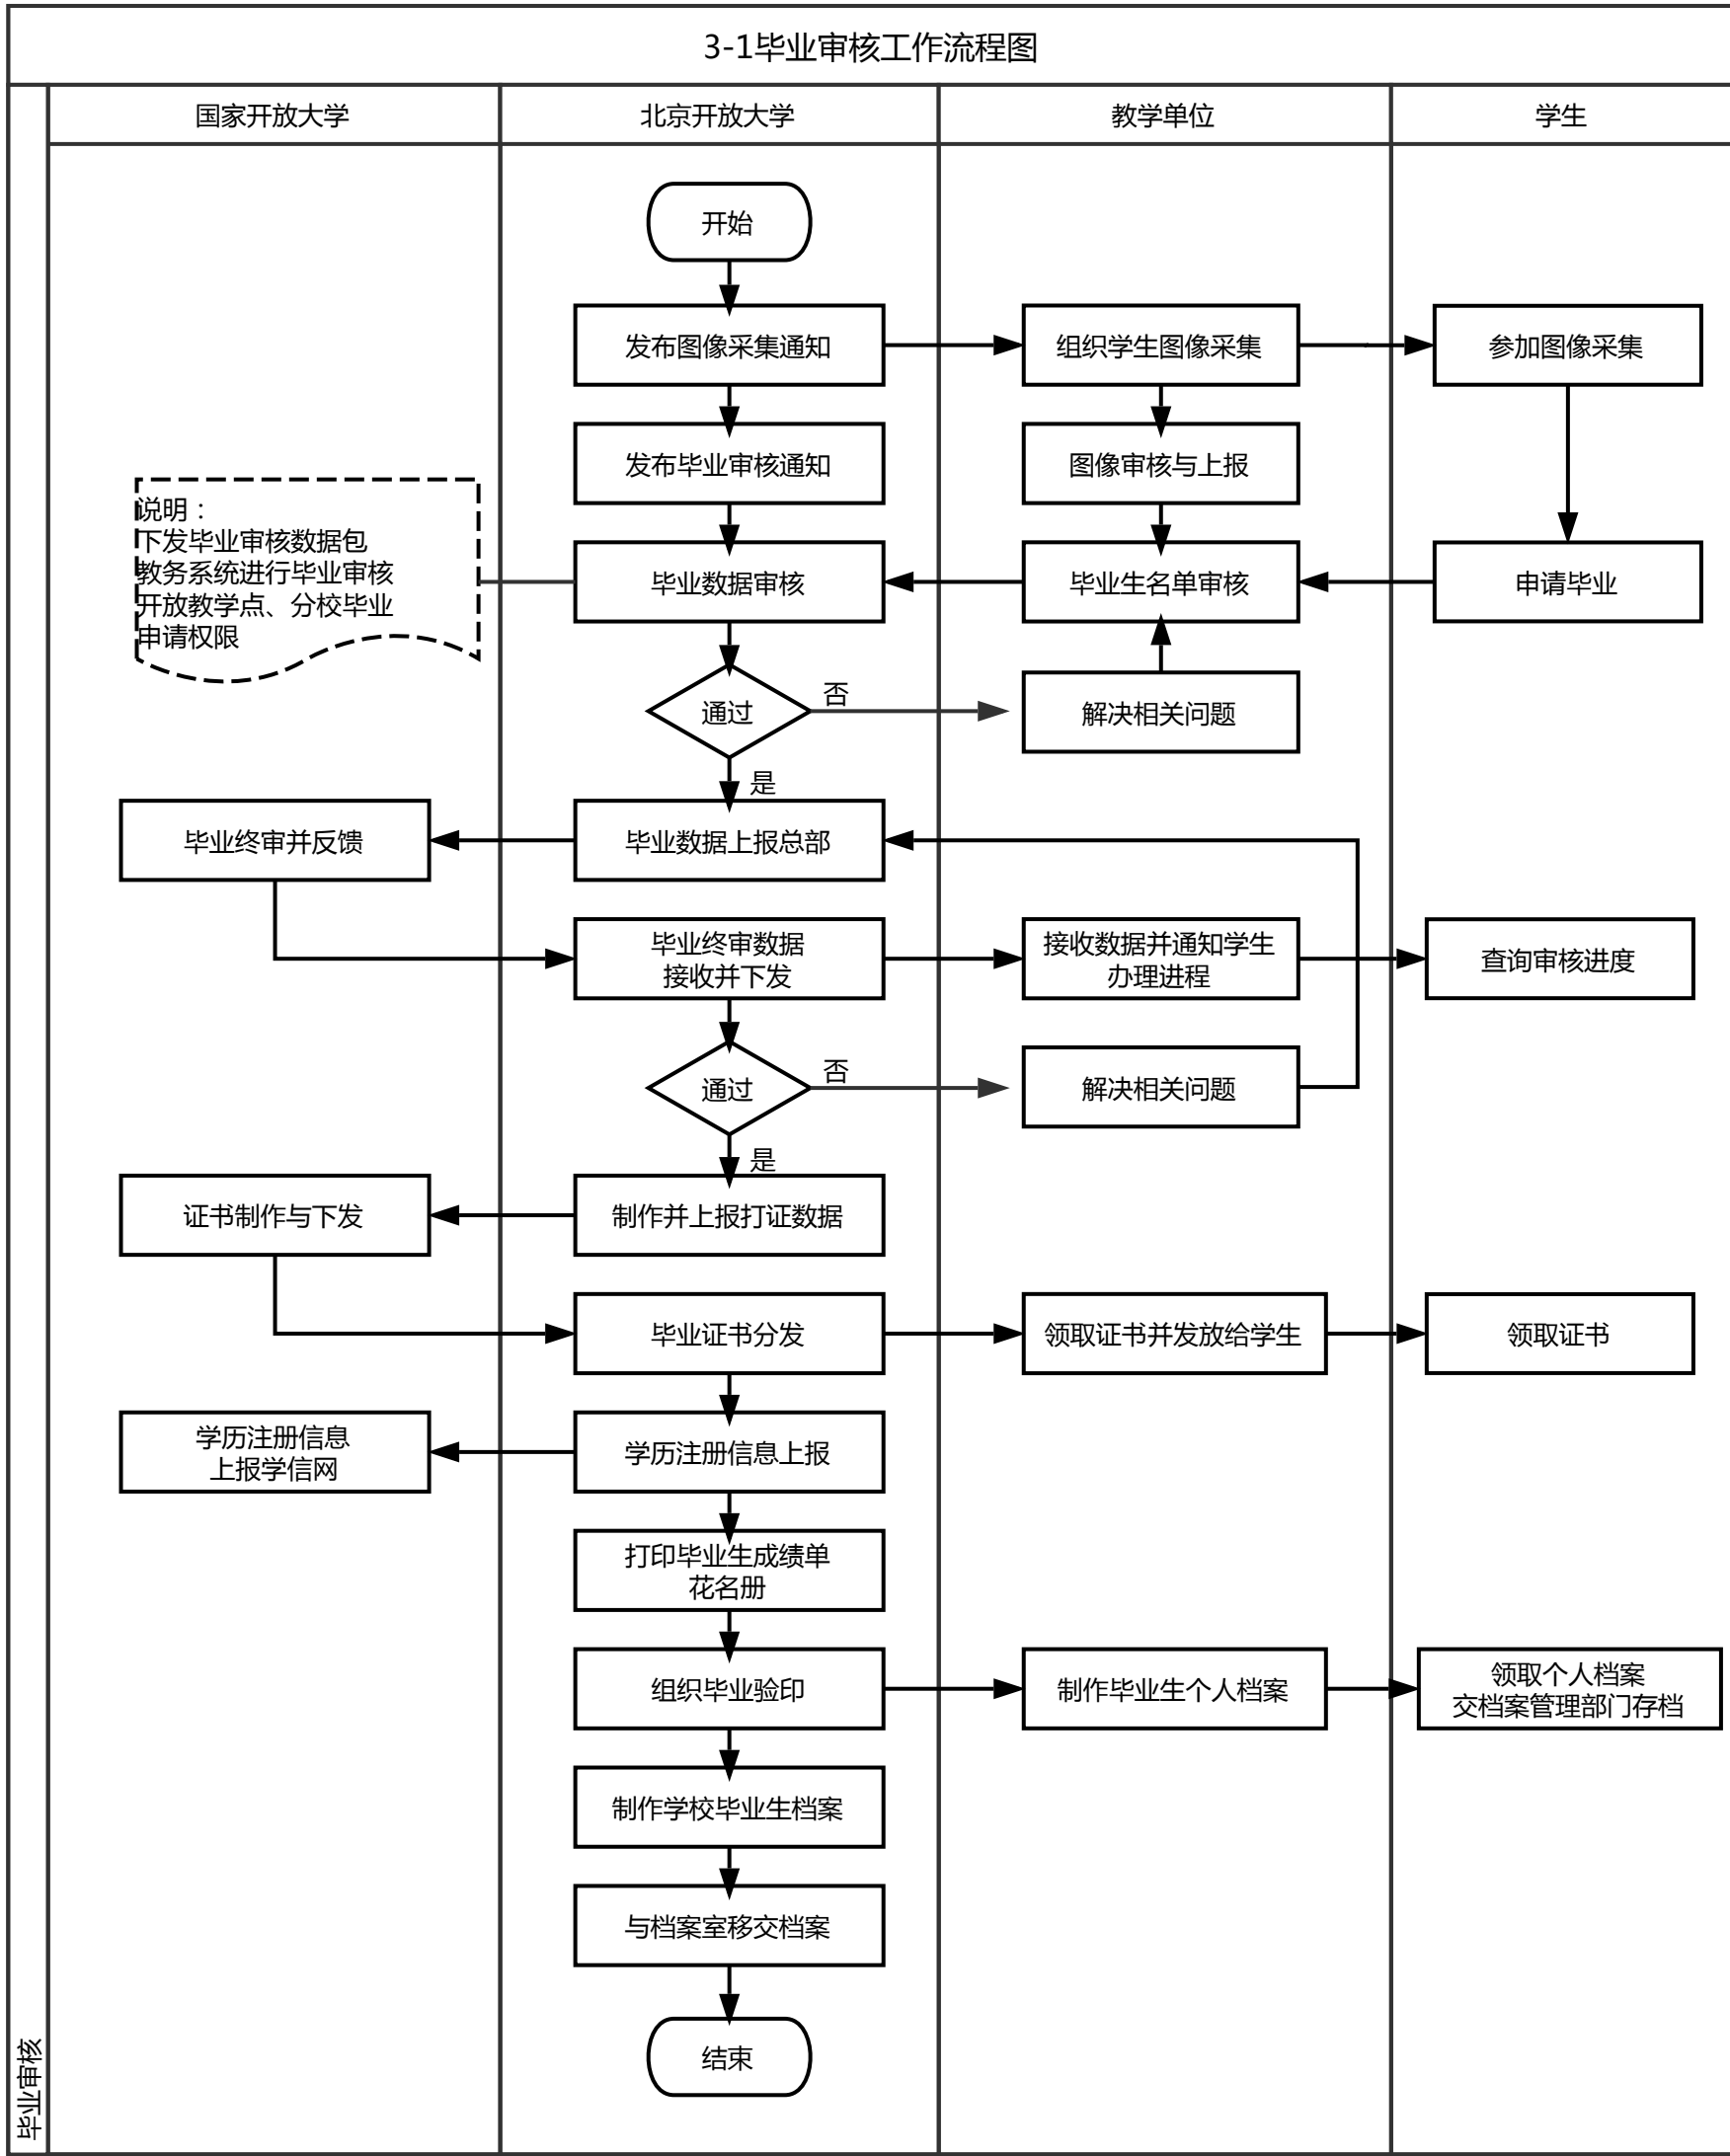 3-1毕业审核工作流程图
国家开放大学
北京开放大学
教学单位
学生
开始
发布图像采集通知
组织学生图像采集
参加图像采集
发布毕业审核通知
图像审核与上报
说明：
下发毕业审核数据包
教务系统进行毕业审核
开放教学点、分校毕业
申请权限
毕业数据审核
毕业生名单审核
申请毕业
通过
否
解决相关问题
是
毕业终审并反馈
毕业数据上报总部
毕业终审数据
接收并下发
接收数据并通知学生
办理进程
查询审核进度
通过
否
解决相关问题
是
证书制作与下发
制作并上报打证数据
毕业证书分发
领取证书并发放给学生
领取证书
学历注册信息
上报学信网
学历注册信息上报
打印毕业生成绩单
花名册
组织毕业验印
制作毕业生个人档案
领取个人档案
交档案管理部门存档
制作学校毕业生档案
与档案室移交档案
结束
毕业审核